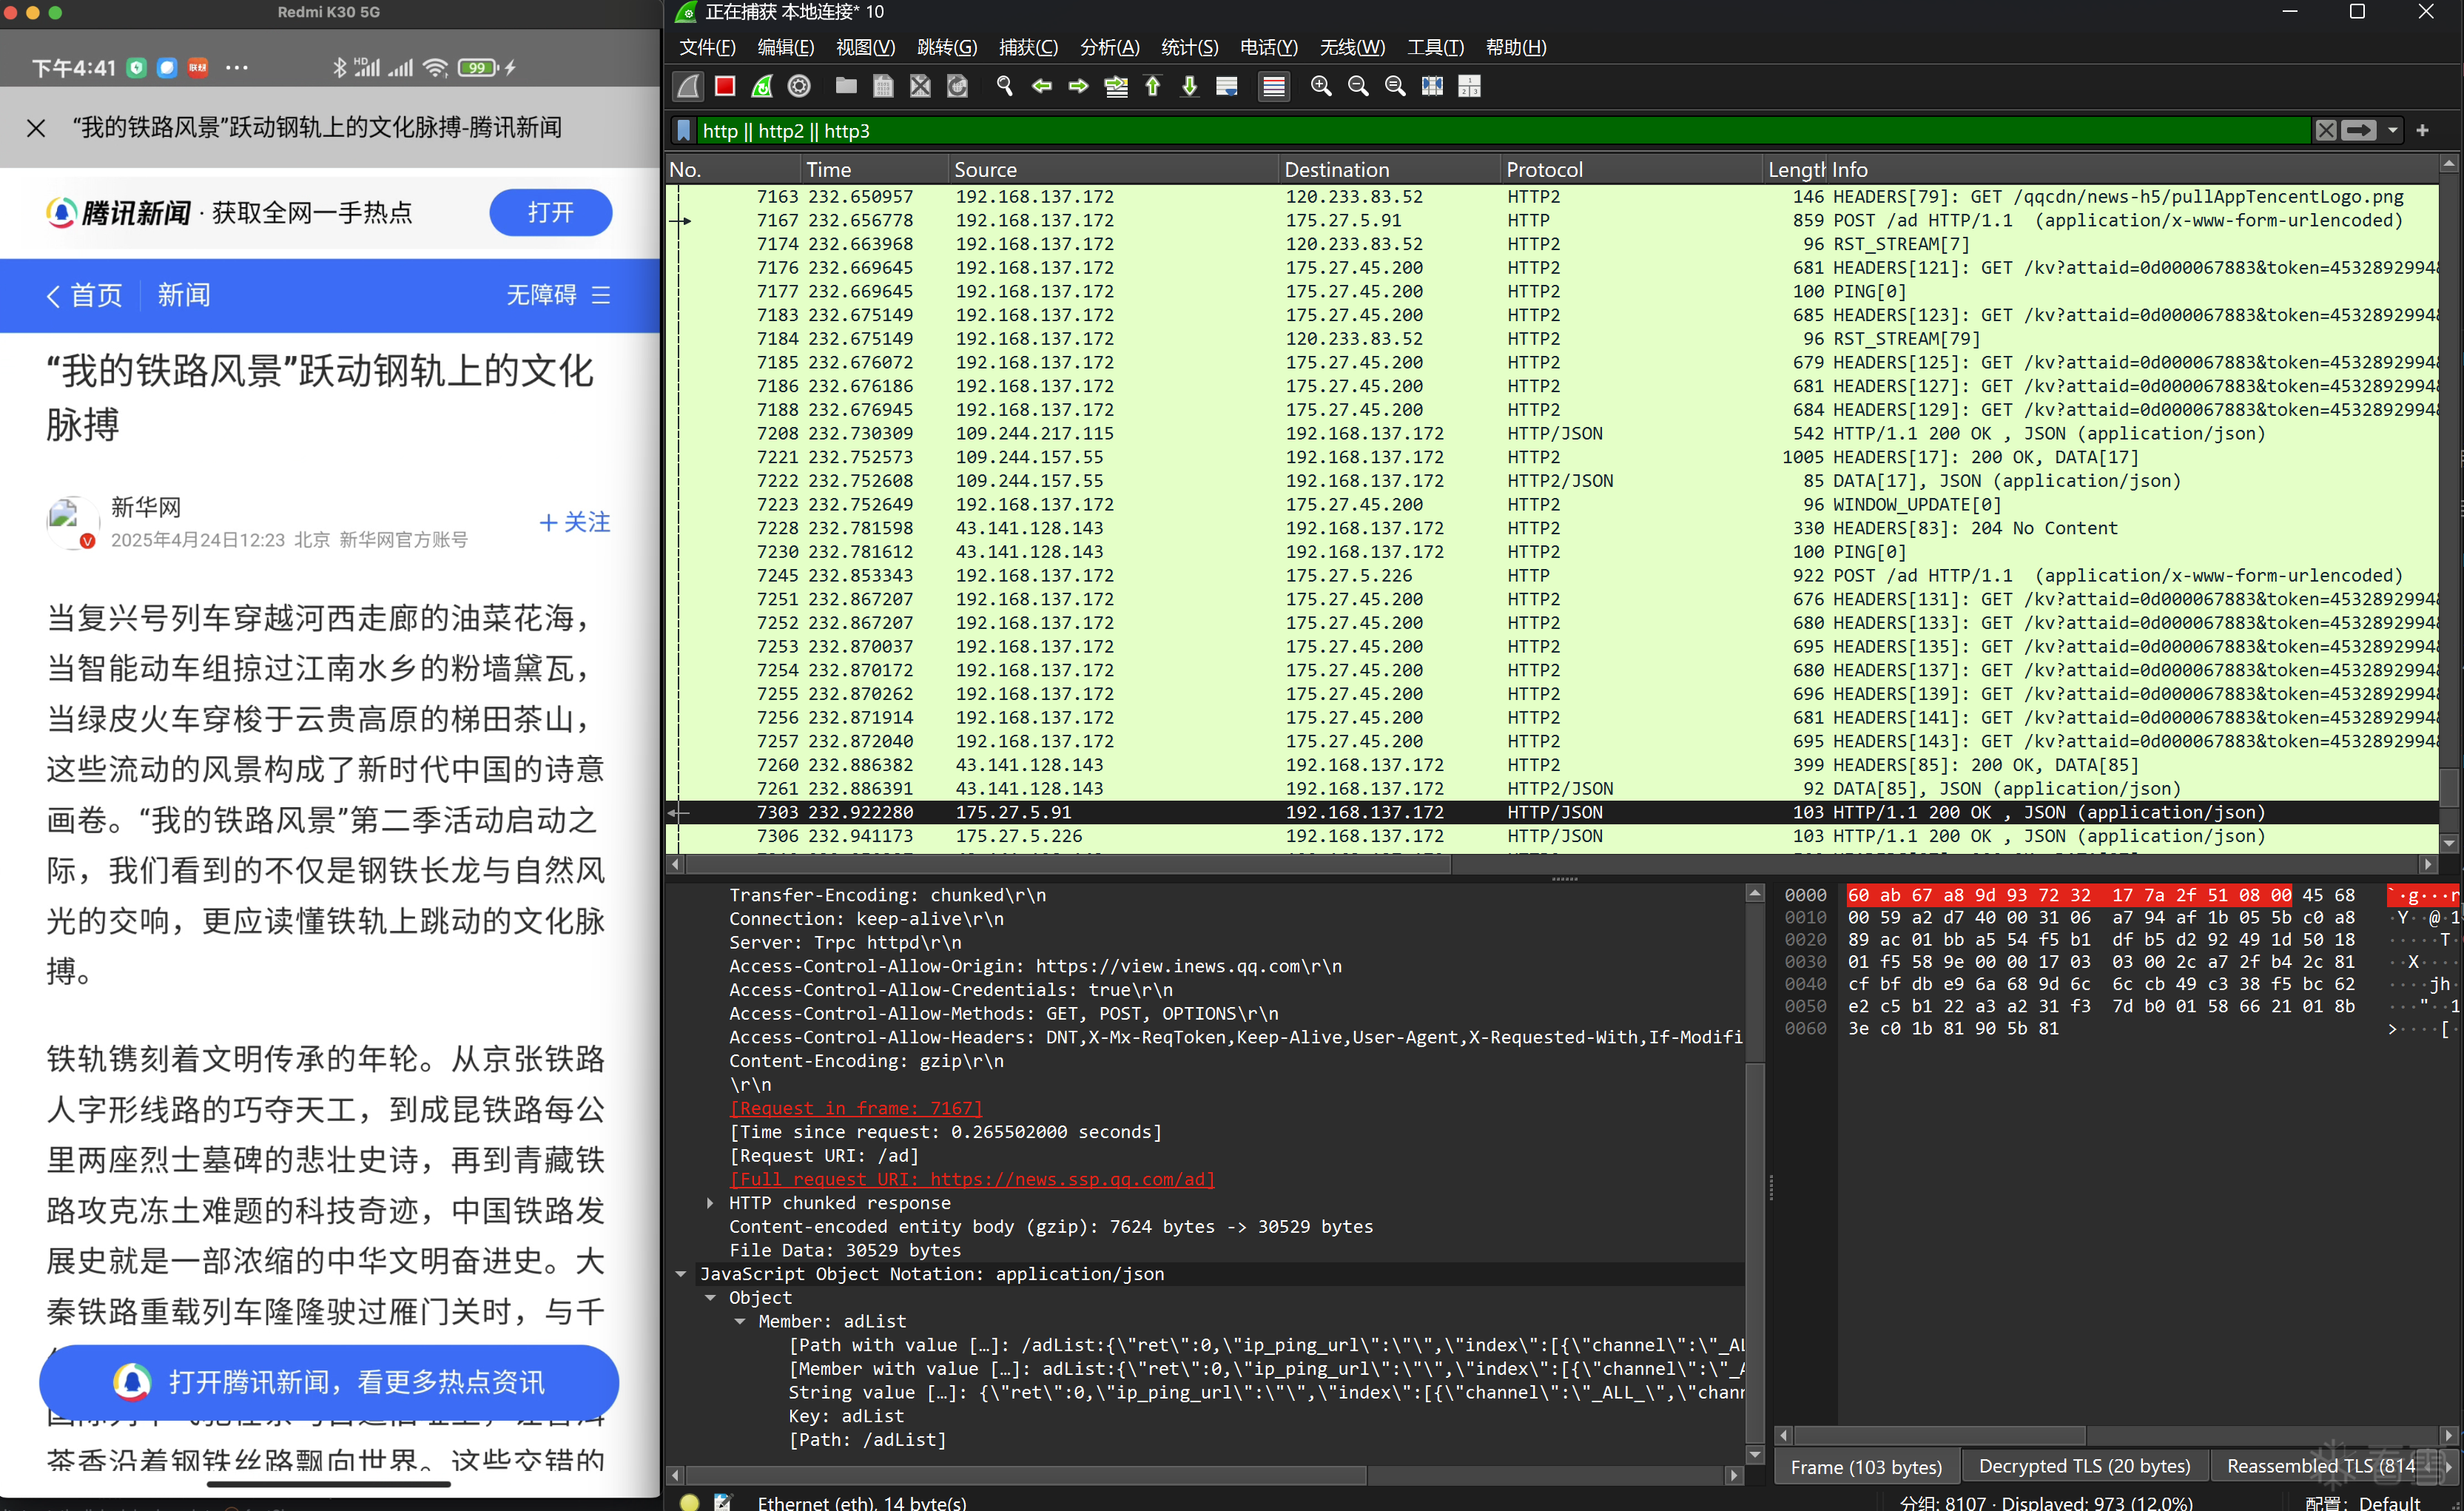 Redmi K30 5G
下午4:41
HD
99
“我的铁路风景”跃动钢轨上的文化脉搏-腾讯新闻
腾讯新闻 · 获取全网一手热点
打开
首页 新闻
无障碍
“我的铁路风景”跃动钢轨上的文化
脉搏
新华网
2025年4月24日12:23 北京 新华网官方账号
+ 关注
当复兴号列车穿越河西走廊的油菜花海，
当智能动车组掠过江南水乡的粉墙黛瓦，
当绿皮火车穿梭于云贵高原的梯田茶山，
这些流动的风景构成了新时代中国的诗意
画卷。“我的铁路风景”第二季活动启动之
际，我们看到的不仅是钢铁长龙与自然风
光的交响，更应读懂铁轨上跳动的文化脉
搏。
铁轨镌刻着文明传承的年轮。从京张铁路
人字形线路的巧夺天工，到成昆铁路每公
里两座烈士墓碑的悲壮史诗，再到青藏铁
路攻克冻土难题的科技奇迹，中国铁路发
展史就是一部浓缩的中华文明奋进史。大
秦铁路重载列车隆隆驶过雁门关时，与千
打开腾讯新闻，看更多热点资讯
茶香沿着钢铁丝路飘向世界。这些交错的
正在捕获 本地连接* 10
文件(F) 编辑(E) 视图(V) 跳转(G) 捕获(C) 分析(A) 统计(S) 电话(Y) 无线(W) 工具(T) 帮助(H)
http || http2 || http3
No. Time Source Destination Protocol Length Info
7163 232.650957 192.168.137.172 120.233.83.52 HTTP2 146 HEADERS[79]: GET /qqcdn/news-h5/pullAppTencentLogo.png
7167 232.656778 192.168.137.172 175.27.5.91 HTTP 859 POST /ad HTTP/1.1 (application/x-www-form-urlencoded)
7174 232.663968 192.168.137.172 120.233.83.52 HTTP2 96 RST_STREAM[7]
7176 232.669645 192.168.137.172 175.27.45.200 HTTP2 681 HEADERS[121]: GET /kv?attaid=0d000067883&token=4532892994&
7177 232.669645 192.168.137.172 175.27.45.200 HTTP2 100 PING[0]
7183 232.675149 192.168.137.172 175.27.45.200 HTTP2 685 HEADERS[123]: GET /kv?attaid=0d000067883&token=4532892994&
7184 232.675149 192.168.137.172 120.233.83.52 HTTP2 96 RST_STREAM[79]
7185 232.676072 192.168.137.172 175.27.45.200 HTTP2 679 HEADERS[125]: GET /kv?attaid=0d000067883&token=4532892994&
7186 232.676186 192.168.137.172 175.27.45.200 HTTP2 681 HEADERS[127]: GET /kv?attaid=0d000067883&token=4532892994&
7188 232.676945 192.168.137.172 175.27.45.200 HTTP2 684 HEADERS[129]: GET /kv?attaid=0d000067883&token=4532892994&
7208 232.730309 109.244.217.115 192.168.137.172 HTTP/JSON 542 HTTP/1.1 200 OK , JSON (application/json)
7221 232.752573 109.244.157.55 192.168.137.172 HTTP2 1005 HEADERS[17]: 200 OK, DATA[17]
7222 232.752608 109.244.157.55 192.168.137.172 HTTP2/JSON 85 DATA[17], JSON (application/json)
7223 232.752649 192.168.137.172 175.27.45.200 HTTP2 96 WINDOW_UPDATE[0]
7228 232.781598 43.141.128.143 192.168.137.172 HTTP2 330 HEADERS[83]: 204 No Content
7230 232.781612 43.141.128.143 192.168.137.172 HTTP2 100 PING[0]
7245 232.853343 192.168.137.172 175.27.5.226 HTTP 922 POST /ad HTTP/1.1 (application/x-www-form-urlencoded)
7251 232.867207 192.168.137.172 175.27.45.200 HTTP2 676 HEADERS[131]: GET /kv?attaid=0d000067883&token=4532892994&
7252 232.867207 192.168.137.172 175.27.45.200 HTTP2 680 HEADERS[133]: GET /kv?attaid=0d000067883&token=4532892994&
7253 232.870037 192.168.137.172 175.27.45.200 HTTP2 695 HEADERS[135]: GET /kv?attaid=0d000067883&token=4532892994&
7254 232.870172 192.168.137.172 175.27.45.200 HTTP2 680 HEADERS[137]: GET /kv?attaid=0d000067883&token=4532892994&
7255 232.870262 192.168.137.172 175.27.45.200 HTTP2 696 HEADERS[139]: GET /kv?attaid=0d000067883&token=4532892994&
7256 232.871914 192.168.137.172 175.27.45.200 HTTP2 681 HEADERS[141]: GET /kv?attaid=0d000067883&token=4532892994&
7257 232.872040 192.168.137.172 175.27.45.200 HTTP2 695 HEADERS[143]: GET /kv?attaid=0d000067883&token=4532892994&
7260 232.886382 43.141.128.143 192.168.137.172 HTTP2 399 HEADERS[85]: 200 OK, DATA[85]
7261 232.886391 43.141.128.143 192.168.137.172 HTTP2/JSON 92 DATA[85], JSON (application/json)
7303 232.922280 175.27.5.91 192.168.137.172 HTTP/JSON 103 HTTP/1.1 200 OK , JSON (application/json)
7306 232.941173 175.27.5.226 192.168.137.172 HTTP/JSON 103 HTTP/1.1 200 OK , JSON (application/json)
Transfer-Encoding: chunked\r\n
Connection: keep-alive\r\n
Server: Trpc httpd\r\n
Access-Control-Allow-Origin: https://view.inews.qq.com\r\n
Access-Control-Allow-Credentials: true\r\n
Access-Control-Allow-Methods: GET, POST, OPTIONS\r\n
Access-Control-Allow-Headers: DNT,X-Mx-ReqToken,Keep-Alive,User-Agent,X-Requested-With,If-Modifi
Content-Encoding: gzip\r\n
\r\n
[Request in frame: 7167]
[Time since request: 0.265502000 seconds]
[Request URI: /ad]
[Full request URI: https://news.ssp.qq.com/ad]
HTTP chunked response
Content-encoded entity body (gzip): 7624 bytes -> 30529 bytes
File Data: 30529 bytes
JavaScript Object Notation: application/json
Object
Member: adList
[Path with value […]: /adList:{\"ret\":0,\"ip_ping_url\":\"\",\"index\":[{\"channel\":\"_AL
[Member with value […]: adList:{\"ret\":0,\"ip_ping_url\":\"\",\"index\":[{\"channel\":\"_A
String value […]: {\"ret\":0,\"ip_ping_url\":\"\",\"index\":[{\"channel\":\"_ALL_\",\"chann
Key: adList
[Path: /adList]
0000 60 ab 67 a8 9d 93 72 32 17 7a 2f 51 08 00 45 68 `·g···r
0010 00 59 a2 d7 40 00 31 06 a7 94 af 1b 05 5b c0 a8 ·Y··@·1
0020 89 ac 01 bb a5 54 f5 b1 df b5 d2 92 49 1d 50 18 ·····T·
0030 01 f5 58 9e 00 00 17 03 03 00 2c a7 2f b4 2c 81 ··X····
0040 cf bf db e9 6a 68 9d 6c 6c cb 49 c3 38 f5 bc 62 ····jh·
0050 e2 c5 b1 22 a3 a2 31 f3 7d b0 01 58 66 21 01 8b ···"··1
0060 3e c0 1b 81 90 5b 81 >····[·
Frame (103 bytes) Decrypted TLS (20 bytes) Reassembled TLS (814
看雪
Ethernet (eth), 14 byte(s)
分组: 8107 · Displayed: 973 (12.0%)
配置: Default